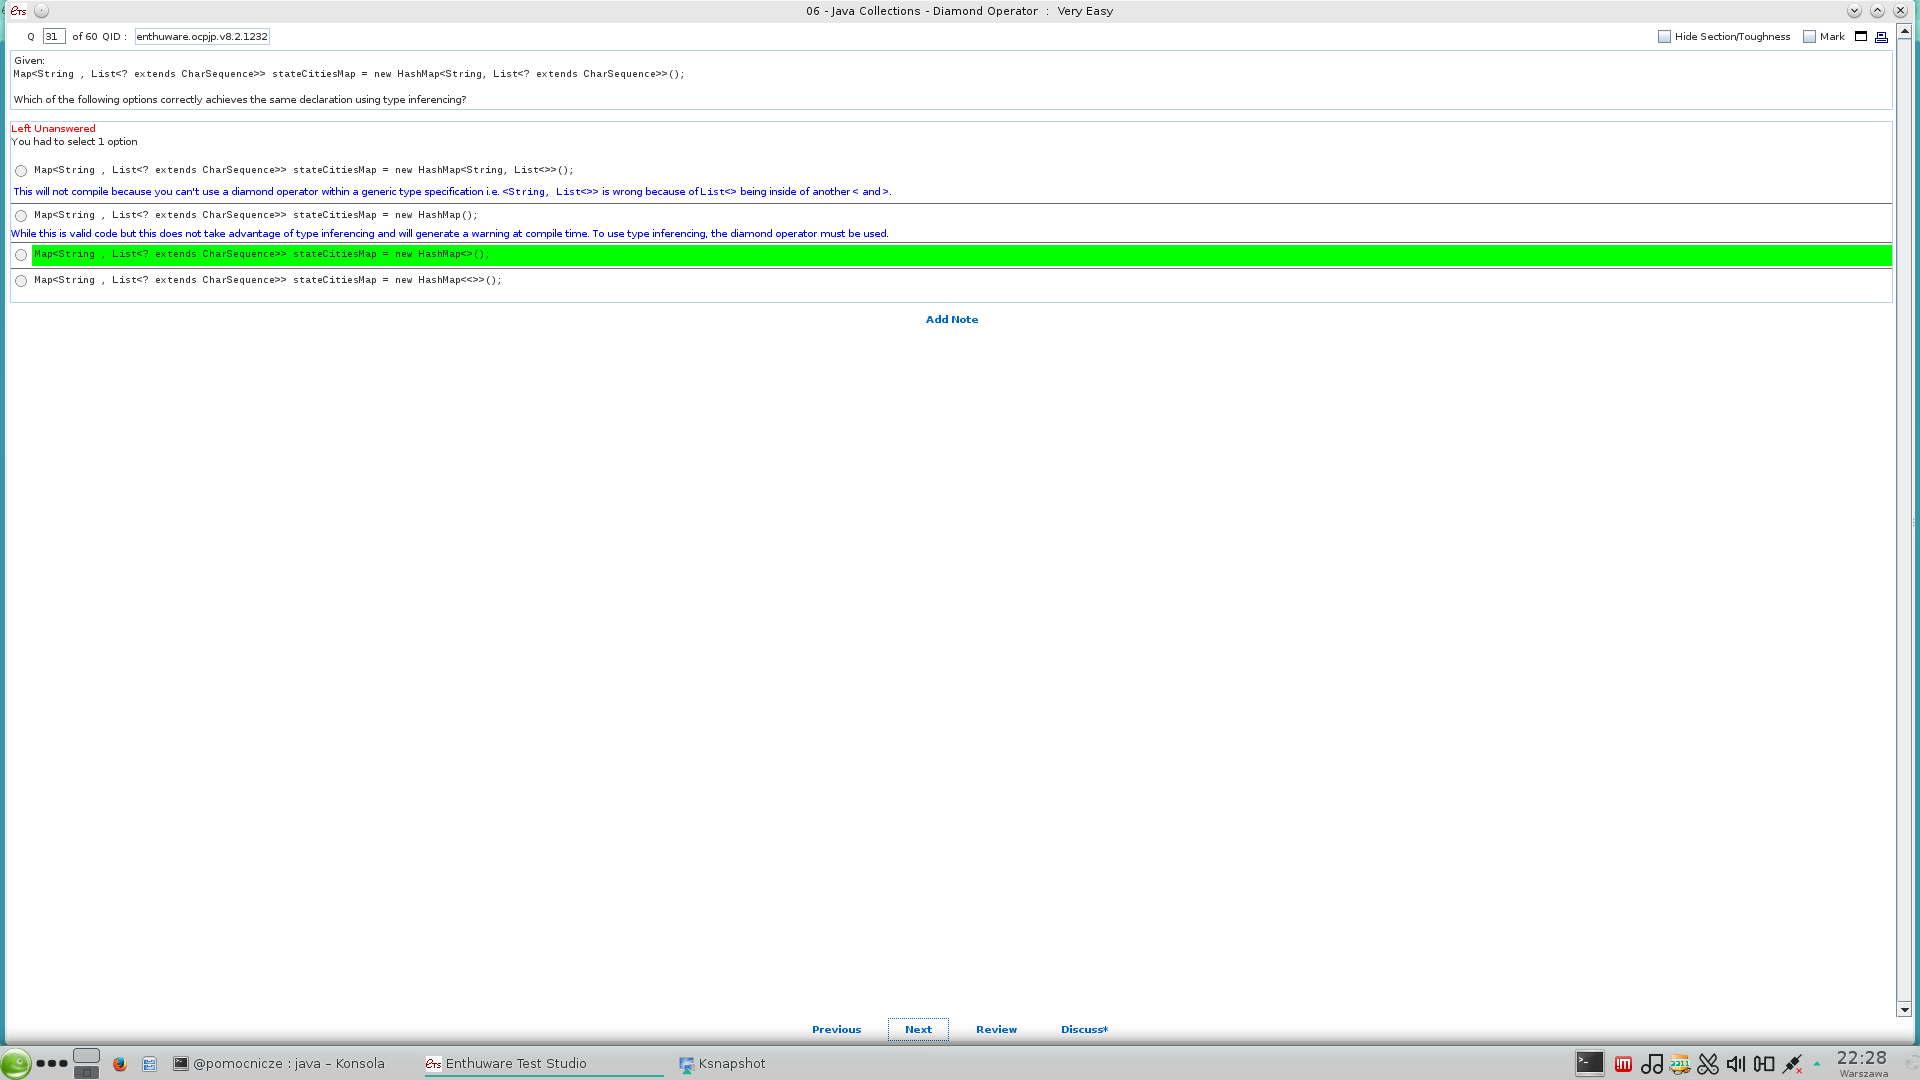 06 - Java Collections - Diamond Operator : Very Easy
Q 31 of 60 QID : enthuware.ocpjp.v8.2.1232
Hide Section/Toughness Mark
Given:
Map<String , List<? extends CharSequence>> stateCitiesMap = new HashMap<String, List<? extends CharSequence>>();
Which of the following options correctly achieves the same declaration using type inferencing?
Left Unanswered
You had to select 1 option
Map<String , List<? extends CharSequence>> stateCitiesMap = new HashMap<String, List<>>();
This will not compile because you can't use a diamond operator within a generic type specification i.e. <String, List<>> is wrong because of List<> being inside of another < and >.
Map<String , List<? extends CharSequence>> stateCitiesMap = new HashMap();
While this is valid code but this does not take advantage of type inferencing and will generate a warning at compile time. To use type inferencing, the diamond operator must be used.
Map<String , List<? extends CharSequence>> stateCitiesMap = new HashMap<>();
Map<String , List<? extends CharSequence>> stateCitiesMap = new HashMap<<>>();
Add Note
Previous Next Review Discuss*
@pomocnicze : java – Konsola
ETS Enthuware Test Studio
Ksnapshot
22:28
Warszawa